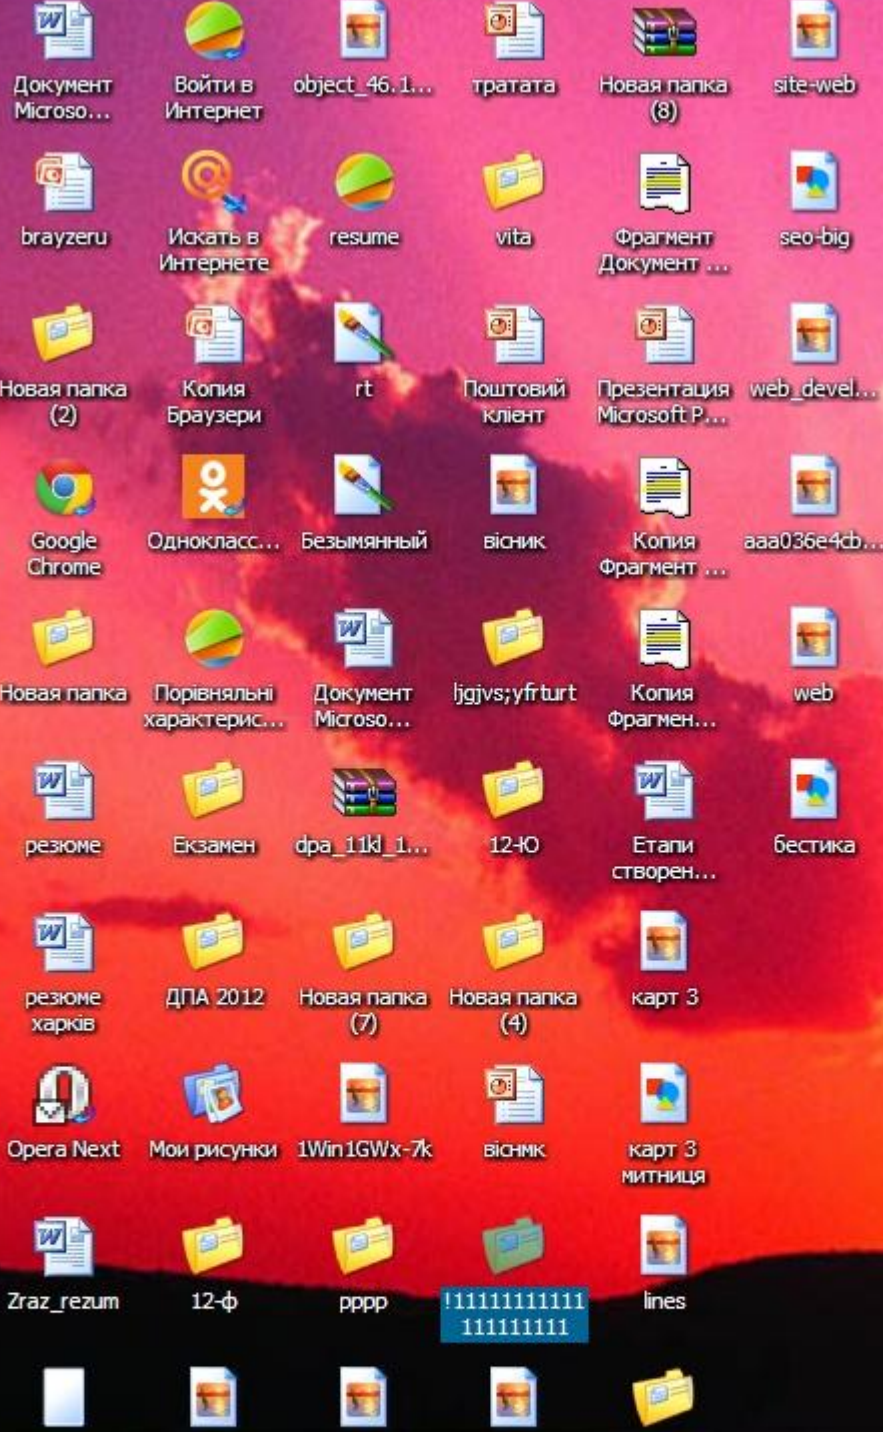 Документ
Microso...
Войти в
Интернет
object_46.1...
тратата
Новая папка
(8)
site-web
brayzeru
Искать в
Интернете
resume
vita
Фрагмент
Документ ...
seo-big
Новая папка
(2)
Копия
Браузери
rt
Поштовий
клієнт
Презентация
Microsoft P...
web_devel...
Google
Chrome
Однокласс...
Безымянный
вісник
Копия
Фрагмент ...
aaa036e4cb...
Новая папка
Порівняльні
характерис...
Документ
Microso...
ljgjvs;yfrturt
Копия
Фрагмен...
web
резюме
Екзамен
dpa_11kl_1...
12-Ю
Етапи
створен...
бестика
резюме
харків
ДПА 2012
Новая папка
(7)
Новая папка
(4)
карт 3
Opera Next
Мои рисунки
1Win1GWx-7k
віснмк
карт 3
митниця
Zraz_rezum
12-ф
pppp
!11111111111
111111111
lines